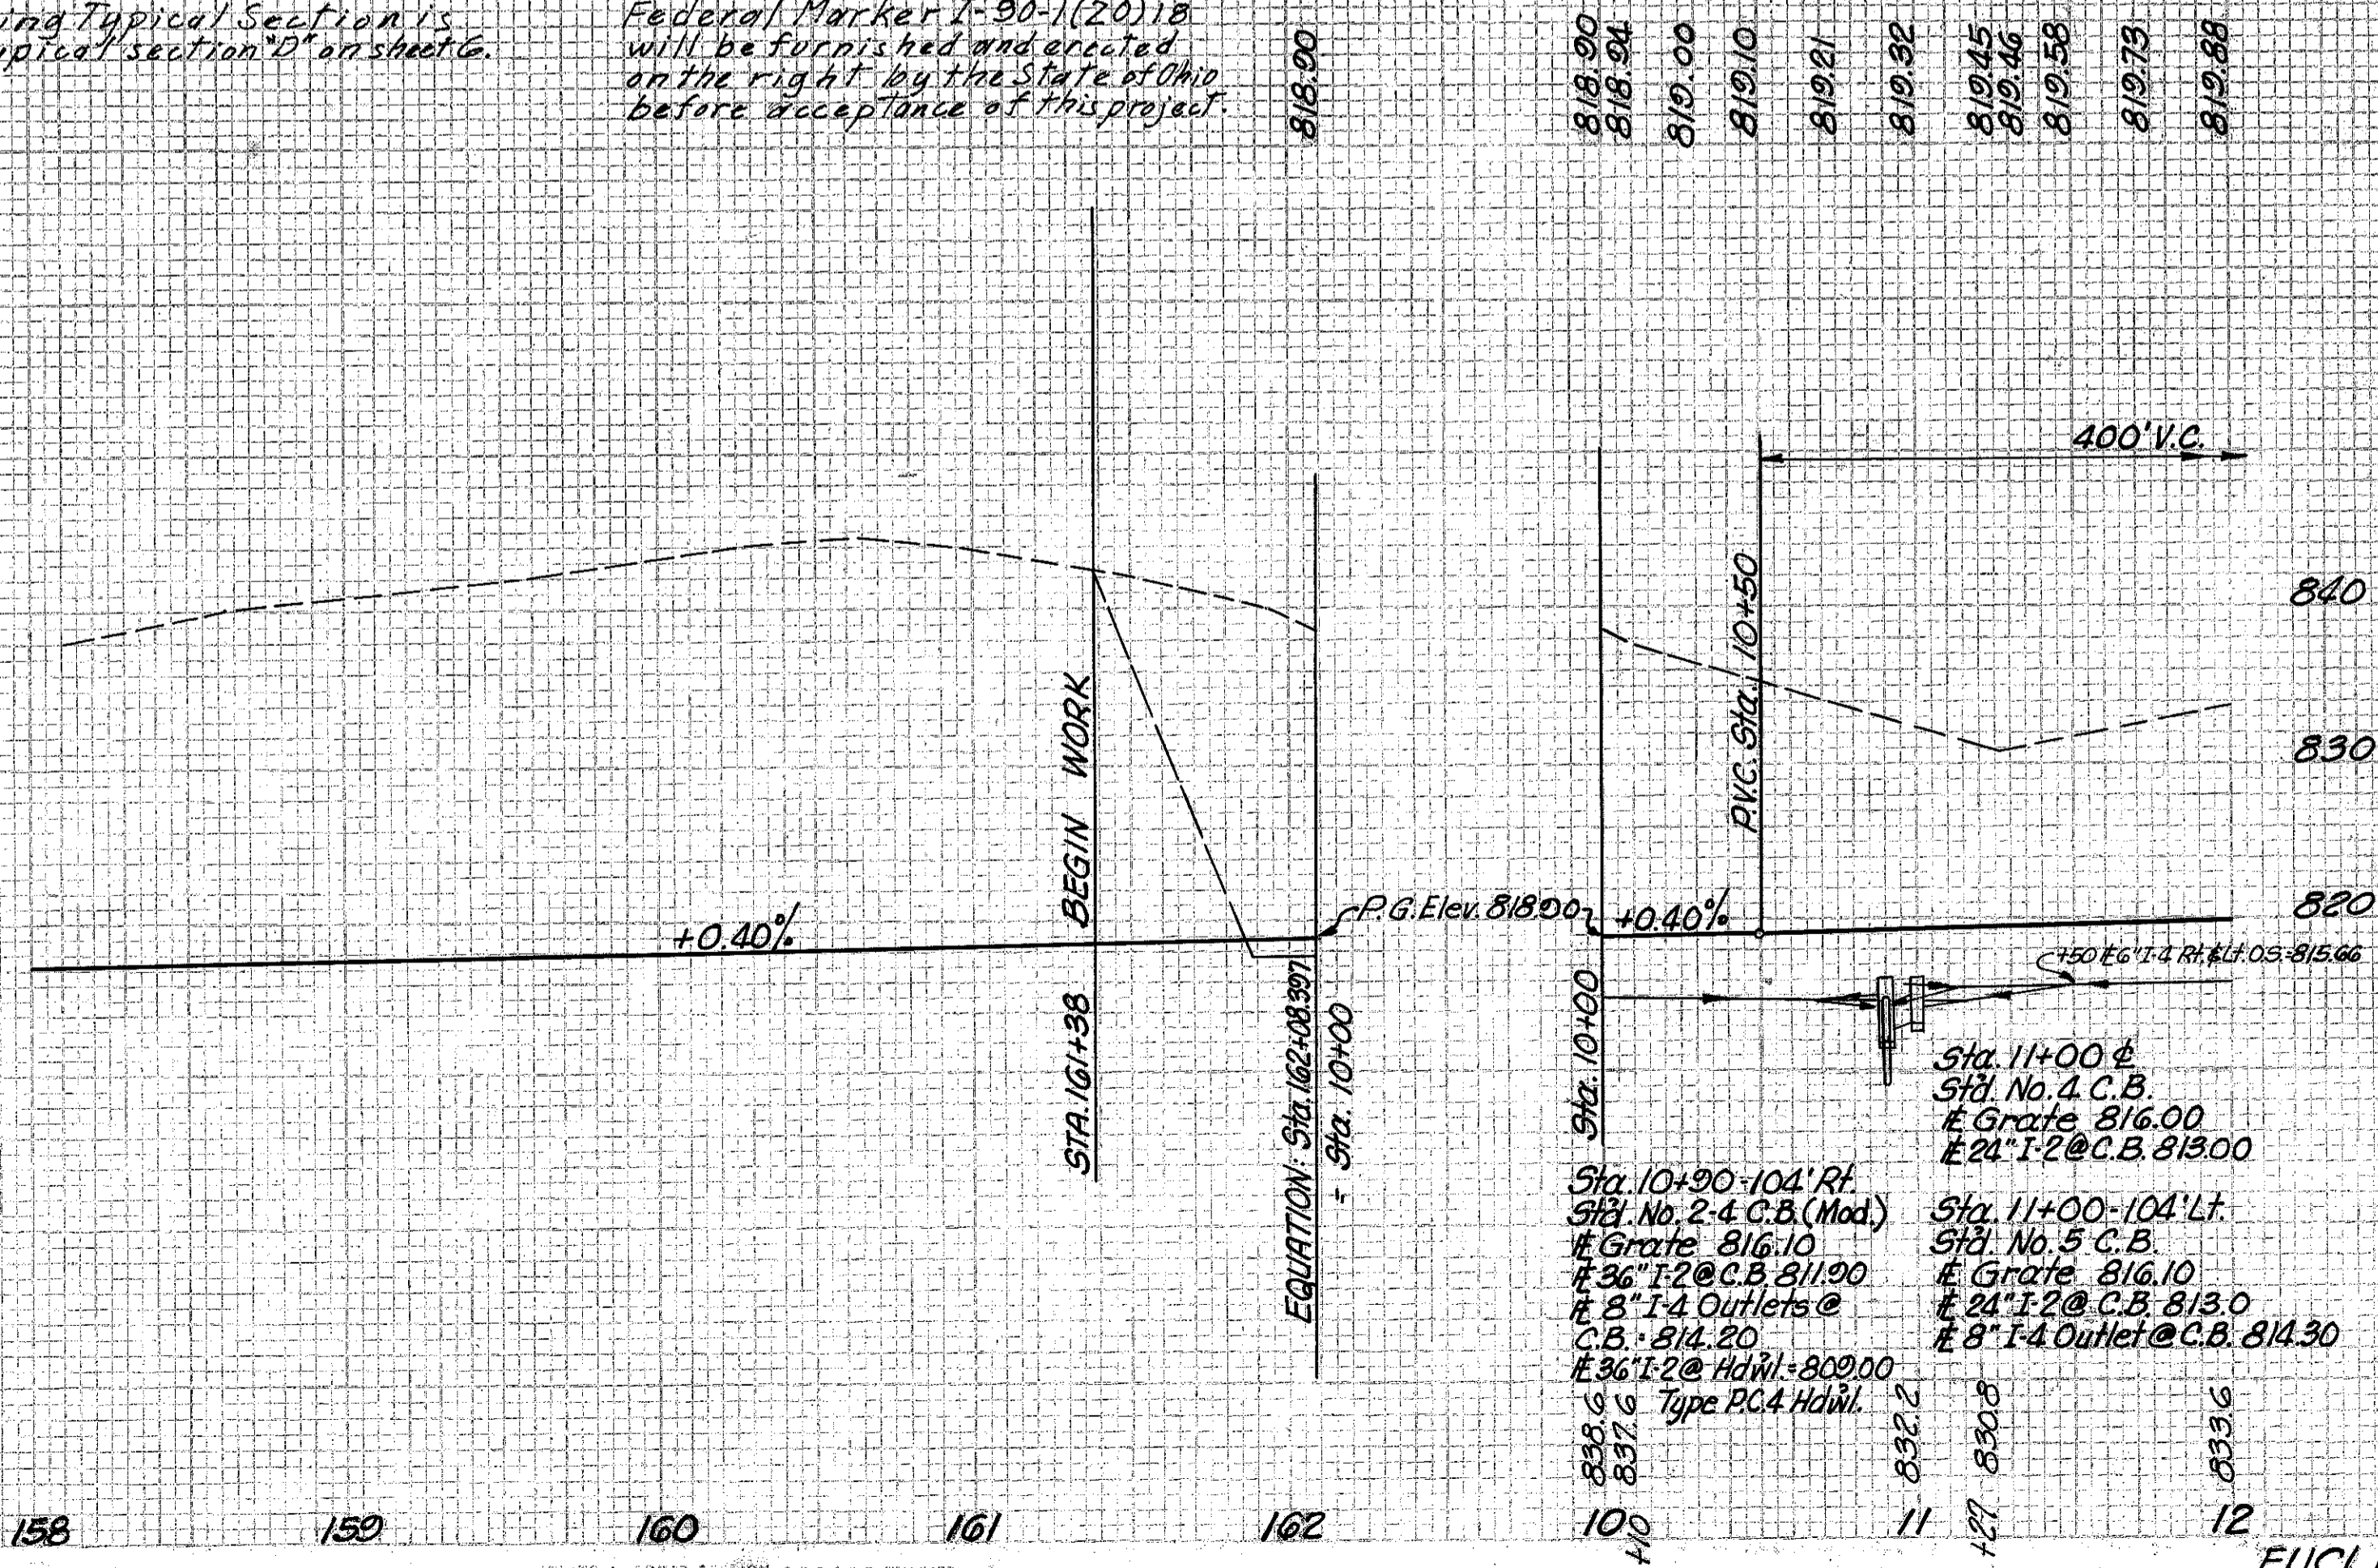 ing Typical Section is
pical section "D" on sheet 6.
Federal Marker I-90-1(20)18
will be furnished and erected
on the right by the State of Ohio
before acceptance of this project.
818.90
818.90
818.94
819.00
819.10
819.21
819.32
819.45
819.46
819.58
819.73
819.88
400' V.C.
P.V.C. Sta. 10+50
840
830
820
BEGIN WORK
STA. 161+38
+0.40%
P.G. Elev. 818.90
+0.40%
EQUATION: Sta. 162+08.397
= Sta. 10+00
Sta. 10+00
+50 ⅊ 6" I-4 Rt. & Lt. O.S. = 815.66
Sta. 11+00 ℄
Std. No. 4 C.B.
⅊ Grate 816.00
⅊ 24" I-2 @ C.B. 813.00
Sta. 10+90-104' Rt.
Std. No. 2-4 C.B. (Mod.)
⅊ Grate 816.10
⅊ 36" I-2 @ C.B. 811.90
⅊ 8" I-4 Outlets @
C.B. = 814.20
⅊ 36" I-2 @ Hdwl. = 809.00
Type P.C.4 Hdwl.
Sta. 11+00-104' Lt.
Std. No. 5 C.B.
⅊ Grate 816.10
⅊ 24" I-2 @ C.B. 813.0
⅊ 8" I-4 Outlet @ C.B. 814.30
838.6
837.6
832.2
830.8
833.6
158
159
160
161
162
10
+10
11
+27
12